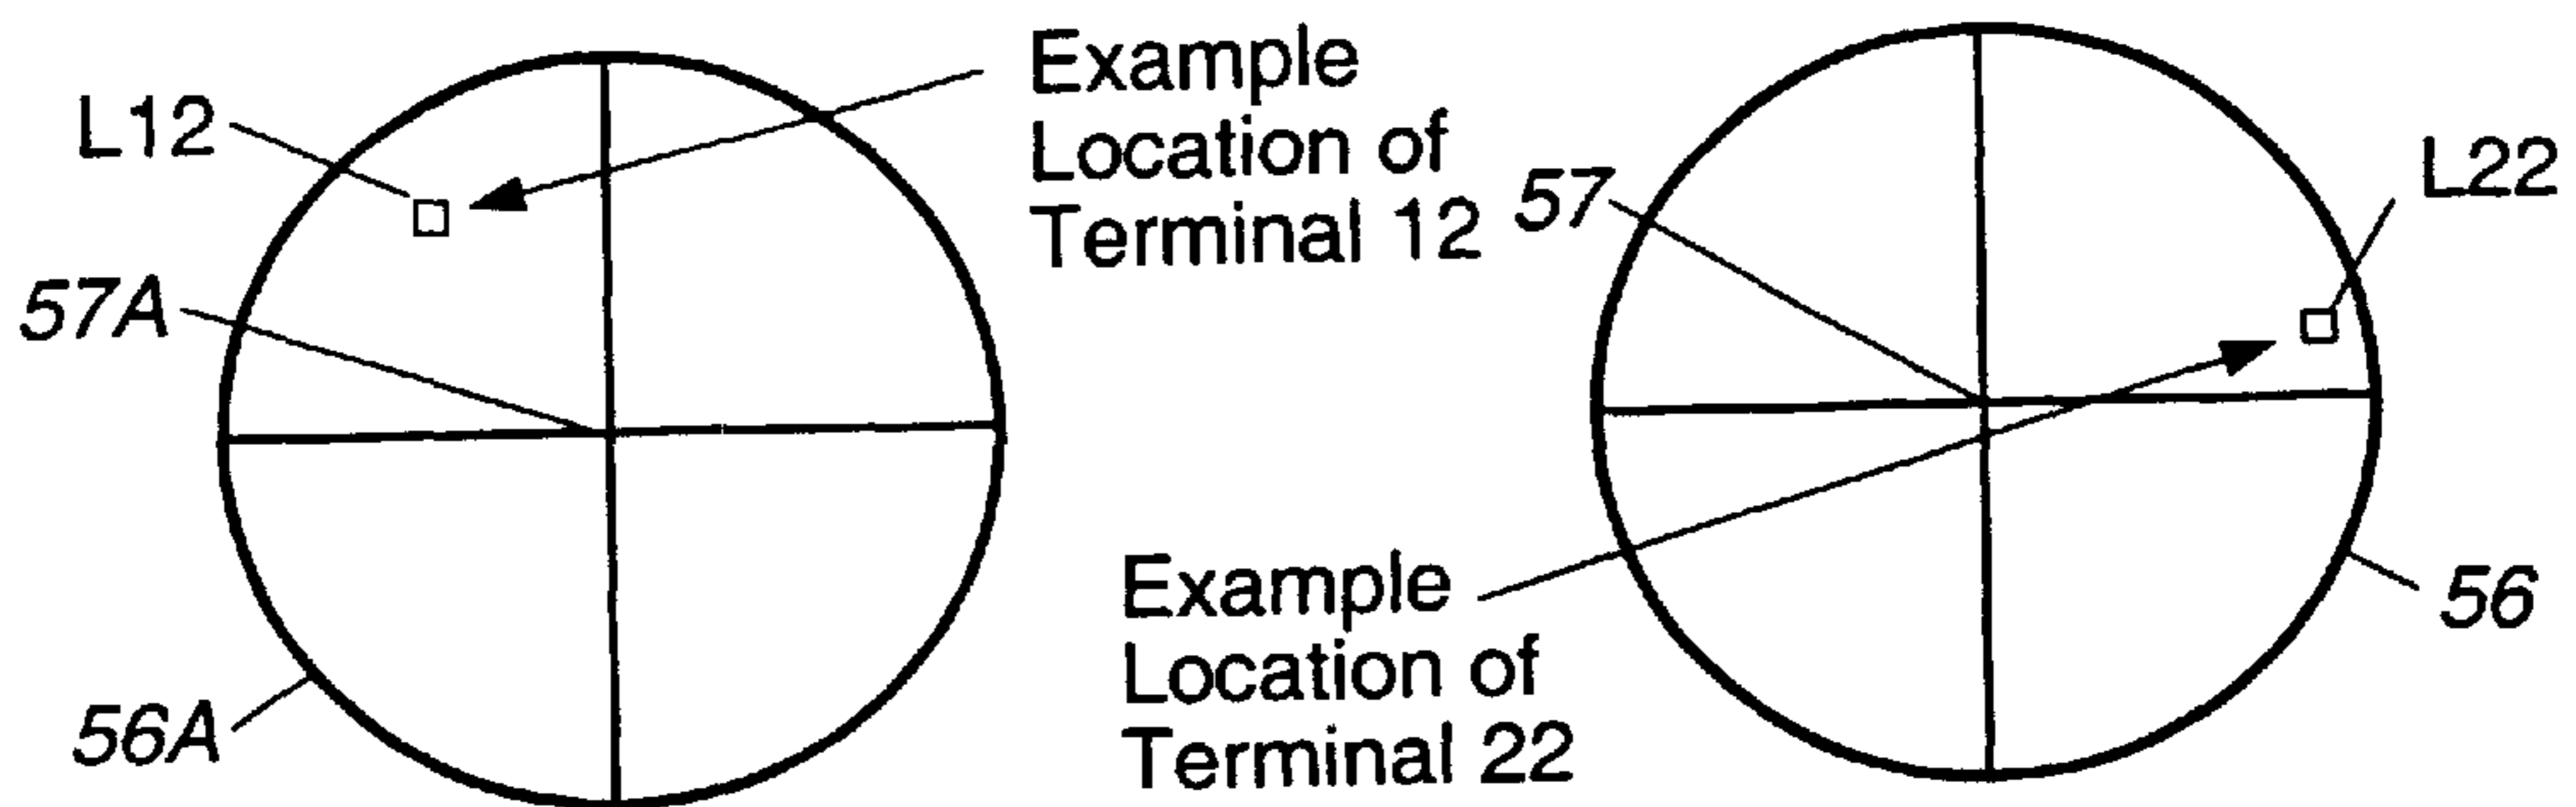 L12
57A
56A
Example
Location of
Terminal 12
57
L22
Example
Location of
Terminal 22
56